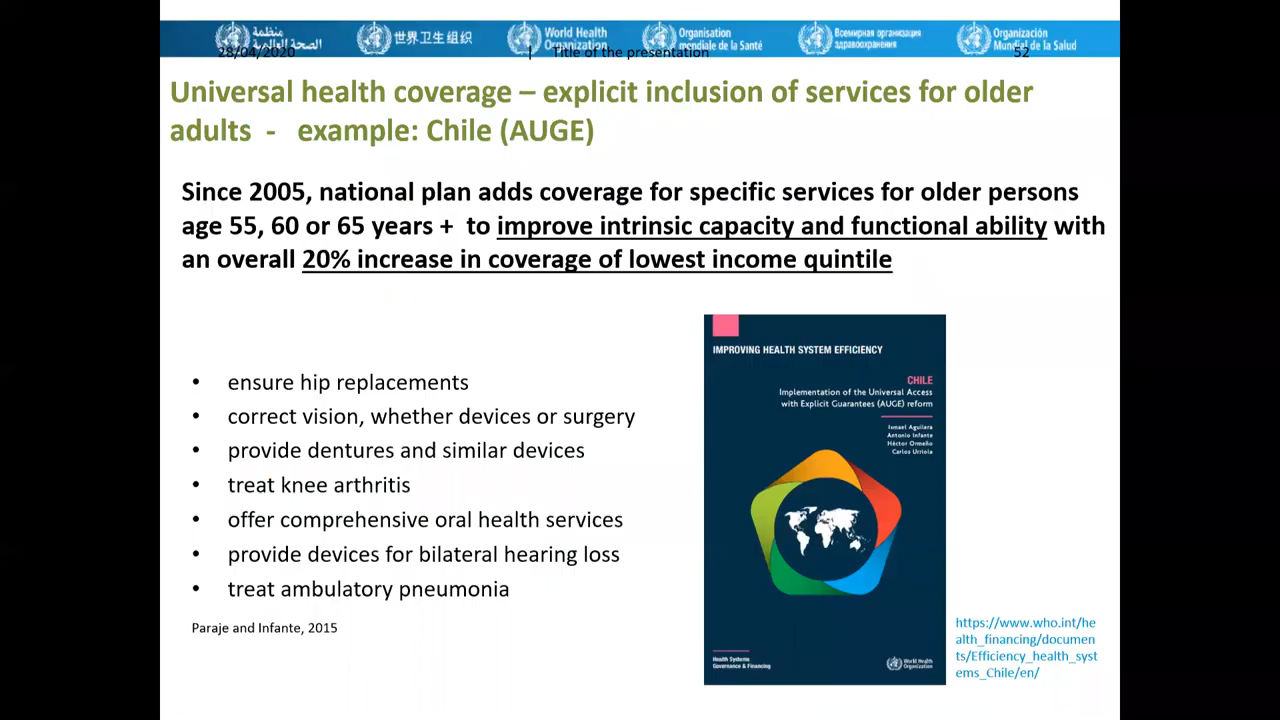 منظمة
الصحة العالمية
世界卫生组织
World Health
Organization
Organisation
mondiale de la Santé
Всемирная организация
здравоохранения
Organización
Mundial de la Salud
28/04/2020 | Title of the presentation 52
Universal health coverage – explicit inclusion of services for older
adults - example: Chile (AUGE)
Since 2005, national plan adds coverage for specific services for older persons
age 55, 60 or 65 years + to improve intrinsic capacity and functional ability with
an overall 20% increase in coverage of lowest income quintile
• ensure hip replacements
• correct vision, whether devices or surgery
• provide dentures and similar devices
• treat knee arthritis
• offer comprehensive oral health services
• provide devices for bilateral hearing loss
• treat ambulatory pneumonia
Paraje and Infante, 2015
IMPROVING HEALTH SYSTEM EFFICIENCY
CHILE
Implementation of the Universal Access
with Explicit Guarantees (AUGE) reform
Ismael Aguilera
Antonio Infante
Héctor Ormeño
Carlos Urriola
Health Systems
Governance & Financing
World Health
Organization
https://www.who.int/he
alth_financing/documen
ts/Efficiency_health_syst
ems_Chile/en/